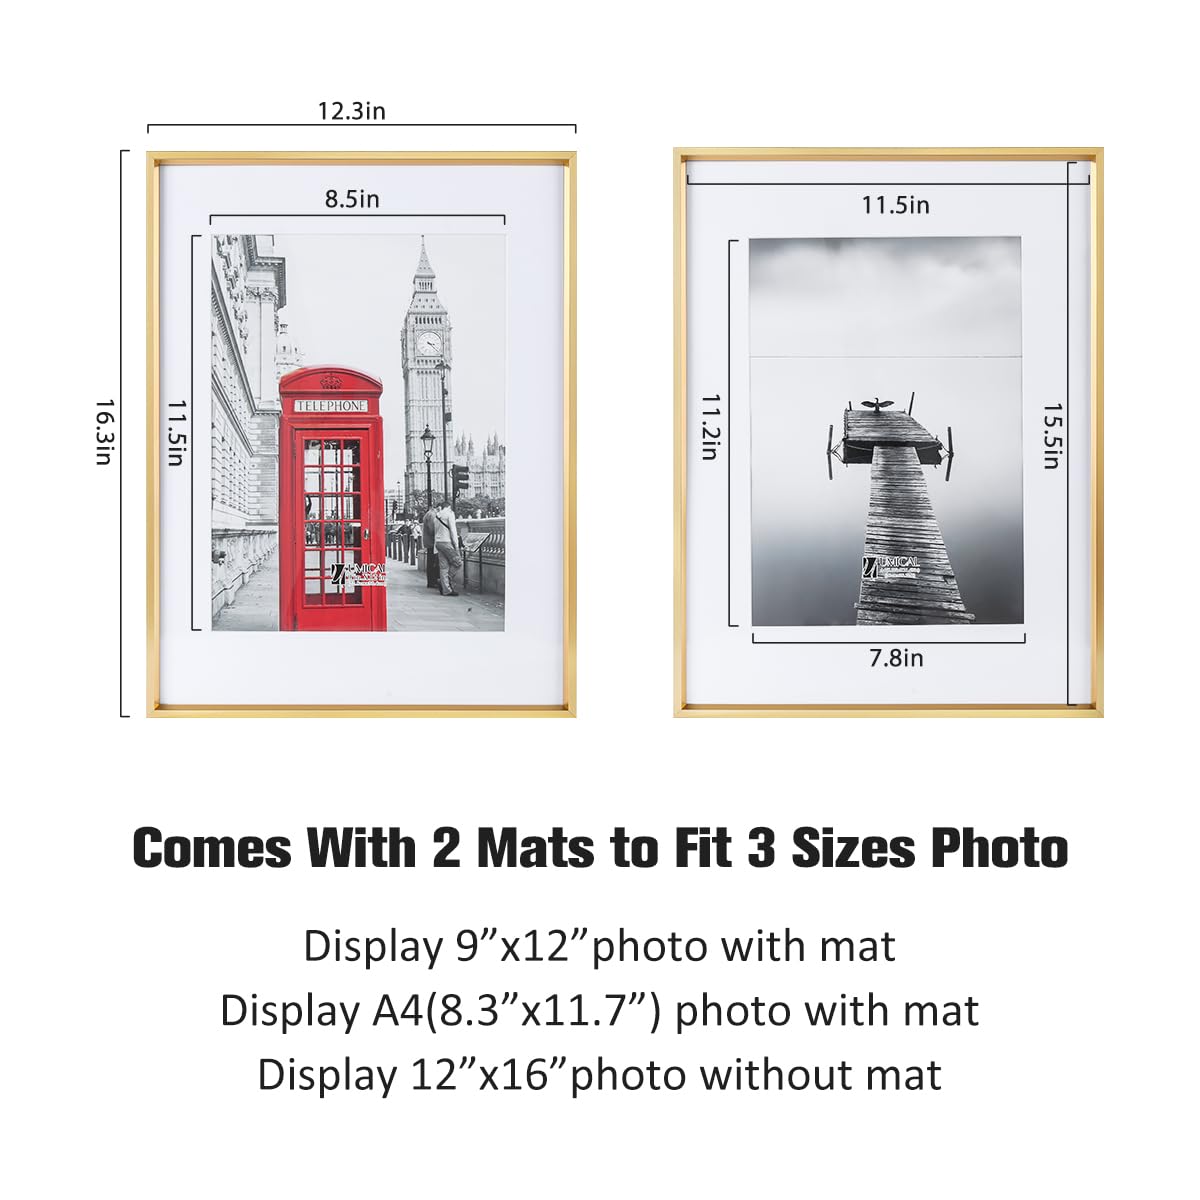 12.3in
8.5in
11.5in
16.3in
11.5in
TELEPHONE
11.2in
15.5in
UMICAL
7.8in
Comes With 2 Mats to Fit 3 Sizes Photo
Display 9”x12”photo with mat
Display A4(8.3”x11.7”) photo with mat
Display 12”x16”photo without mat